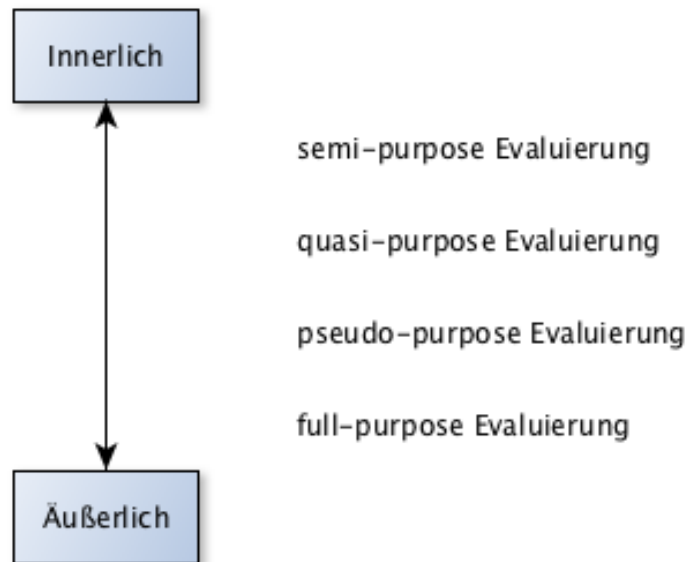 Innerlich
semi-purpose Evaluierung
quasi-purpose Evaluierung
pseudo-purpose Evaluierung
full-purpose Evaluierung
Äußerlich